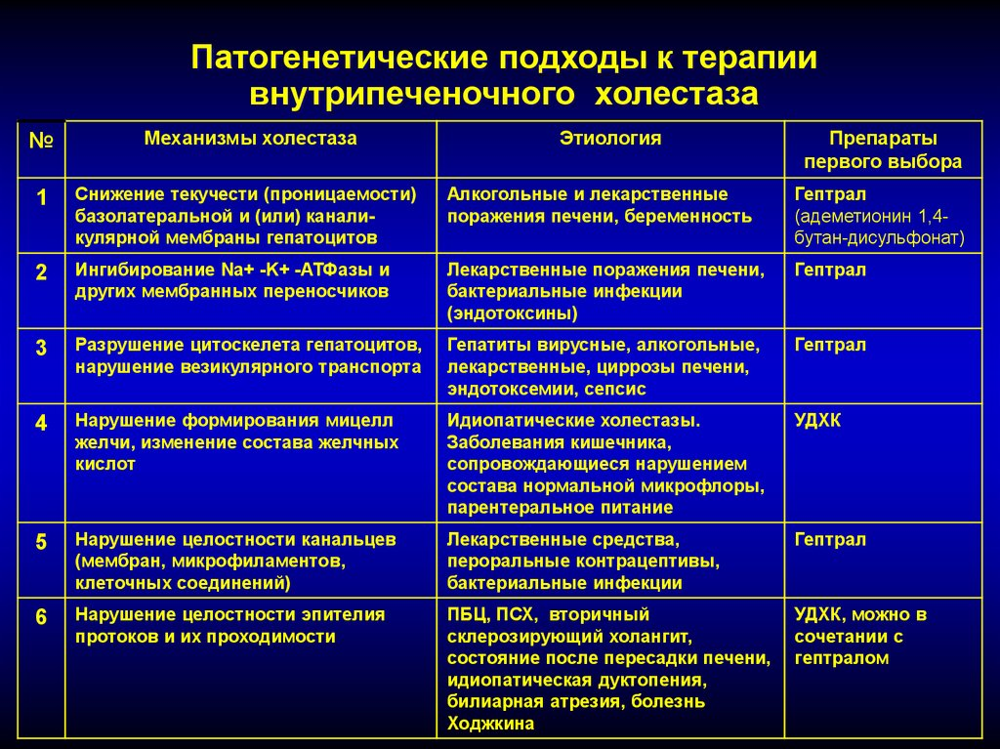 Патогенетические подходы к терапии
внутрипеченочного холестаза
№
Механизмы холестаза
Этиология
Препараты
первого выбора
1
Снижение текучести (проницаемости)
базолатеральной и (или) канали-
кулярной мембраны гепатоцитов
Алкогольные и лекарственные
поражения печени, беременность
Гептрал
(адеметионин 1,4-
бутан-дисульфонат)
2
Ингибирование Na+ -K+ -АТФазы и
других мембранных переносчиков
Лекарственные поражения печени,
бактериальные инфекции
(эндотоксины)
Гептрал
3
Разрушение цитоскелета гепатоцитов,
нарушение везикулярного транспорта
Гепатиты вирусные, алкогольные,
лекарственные, циррозы печени,
эндотоксемии, сепсис
Гептрал
4
Нарушение формирования мицелл
желчи, изменение состава желчных
кислот
Идиопатические холестазы.
Заболевания кишечника,
сопровождающиеся нарушением
состава нормальной микрофлоры,
парентеральное питание
УДХК
5
Нарушение целостности канальцев
(мембран, микрофиламентов,
клеточных соединений)
Лекарственные средства,
пероральные контрацептивы,
бактериальные инфекции
Гептрал
6
Нарушение целостности эпителия
протоков и их проходимости
ПБЦ, ПСХ, вторичный
склерозирующий холангит,
состояние после пересадки печени,
идиопатическая дуктопения,
билиарная атрезия, болезнь
Ходжкина
УДХК, можно в
сочетании с
гептралом